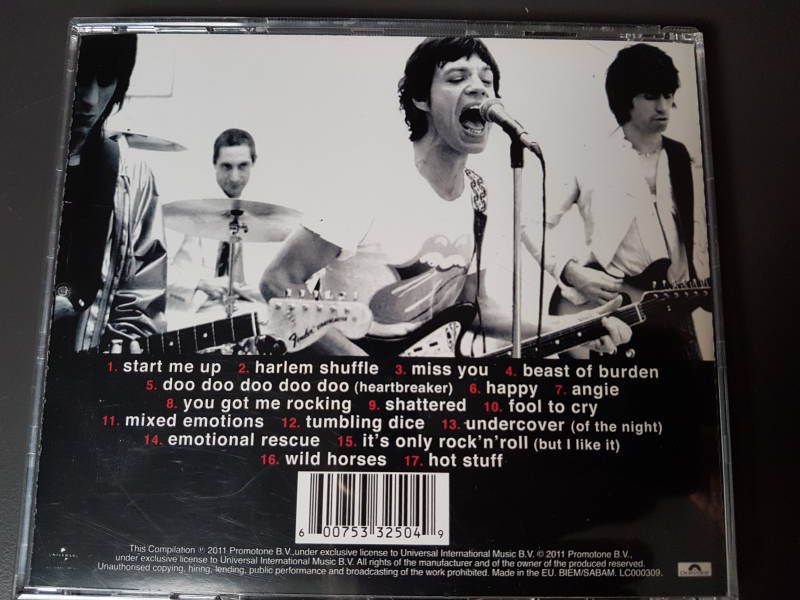 Fender
1. start me up 2. harlem shuffle 3. miss you 4. beast of burden
5. doo doo doo doo doo (heartbreaker) 6. happy 7. angie
8. you got me rocking 9. shattered 10. fool to cry
11. mixed emotions 12. tumbling dice 13. undercover (of the night)
14. emotional rescue 15. it's only rock'n'roll (but I like it)
16. wild horses 17. hot stuff
6 00753 32504 9
This Compilation ℗ 2011 Promotone B.V.,under exclusive license to Universal International Music B.V. © 2011 Promotone B.V.,
under exclusive license to Universal International Music B.V. All rights of the manufacturer and of the owner of the produced reserved.
Unauthorised copying, hiring, lending, public performance and broadcasting of the work prohibited. Made in the EU. BIEM/SABAM. LC000309.
UNIVERSAL